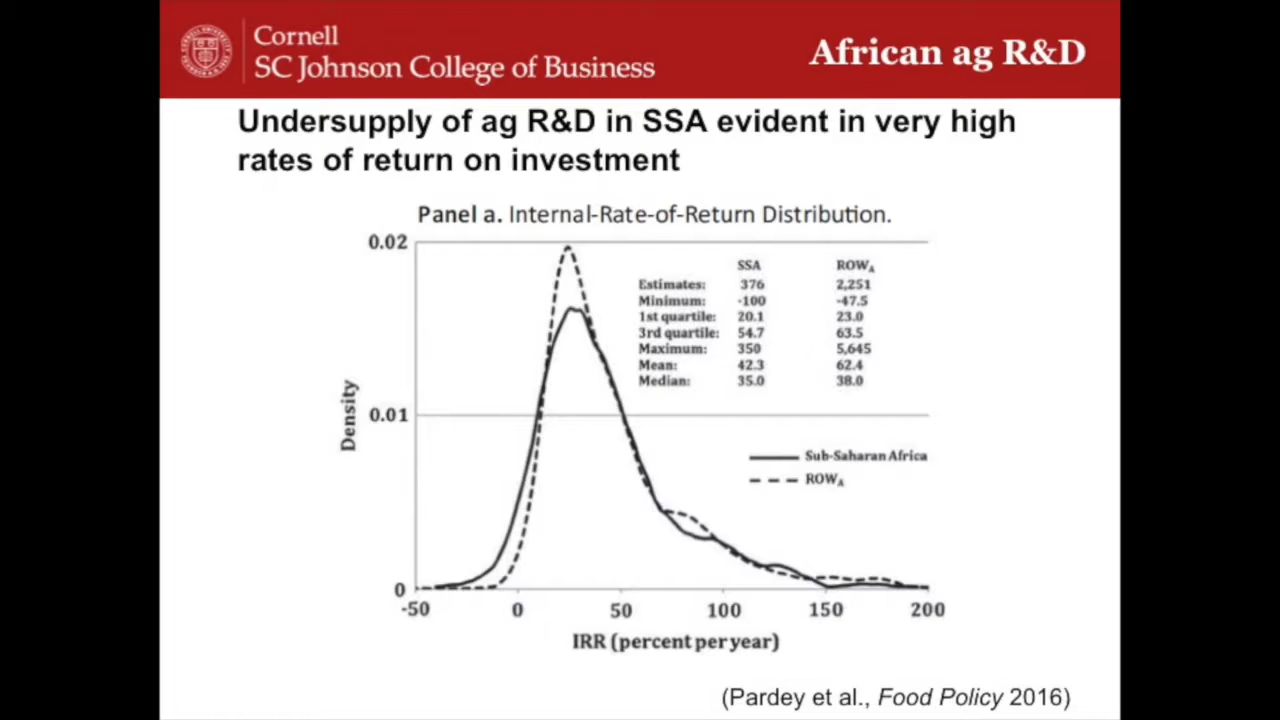 Cornell
SC Johnson College of Business
African ag R&D
Undersupply of ag R&D in SSA evident in very high
rates of return on investment
Panel a. Internal-Rate-of-Return Distribution.
0.02
0.01
0
Density
SSA ROWA
Estimates: 376 2,251
Minimum: -100 -47.5
1st quartile: 20.1 23.0
3rd quartile: 54.7 63.5
Maximum: 350 5,645
Mean: 42.3 62.4
Median: 35.0 38.0
Sub-Saharan Africa
ROWA
-50 0 50 100 150 200
IRR (percent per year)
(Pardey et al., Food Policy 2016)